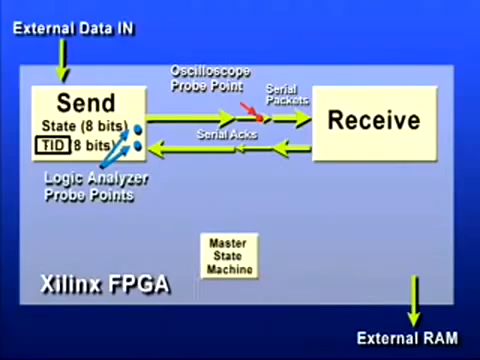 External Data IN
Oscilloscope
Probe Point
Serial
Packets
Send
State (8 bits)
TID (8 bits)
Receive
Serial Acks
Logic Analyzer
Probe Points
Master
State
Machine
Xilinx FPGA
External RAM